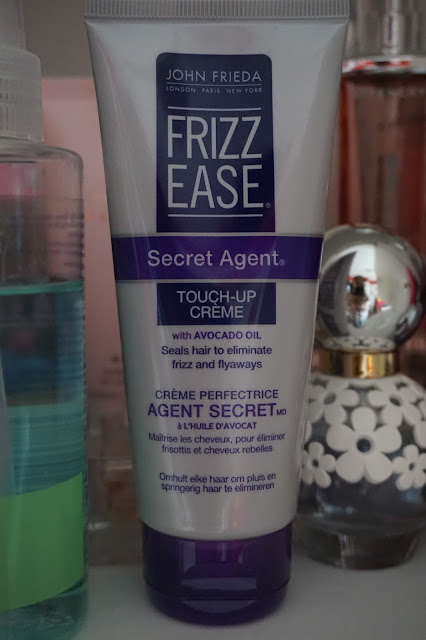 JOHN FRIEDA
LONDON PARIS NEW YORK
FRIZZ
EASE®
Secret Agent®
TOUCH-UP
CRÈME
with AVOCADO OIL
Seals hair to eliminate
frizz and flyaways
CRÈME PERFECTRICE
AGENT SECRET MD
à L'HUILE D'AVOCAT
Maîtrise les cheveux, pour éliminer
frisottis et cheveux rebelles
Omhult elke haar om pluis en
springerig haar te elimineren